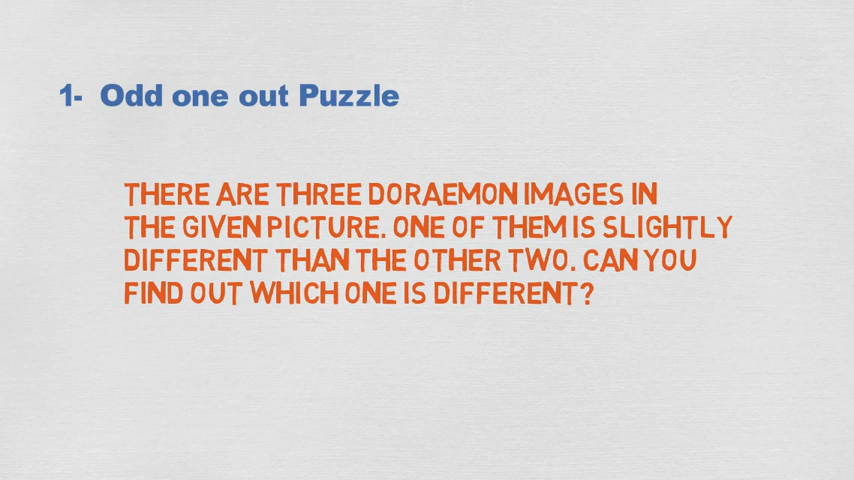 1- Odd one out Puzzle
THERE ARE THREE DORAEMON IMAGES IN
THE GIVEN PICTURE. ONE OF THEM IS SLIGHTLY
DIFFERENT THAN THE OTHER TWO. CAN YOU
FIND OUT WHICH ONE IS DIFFERENT?